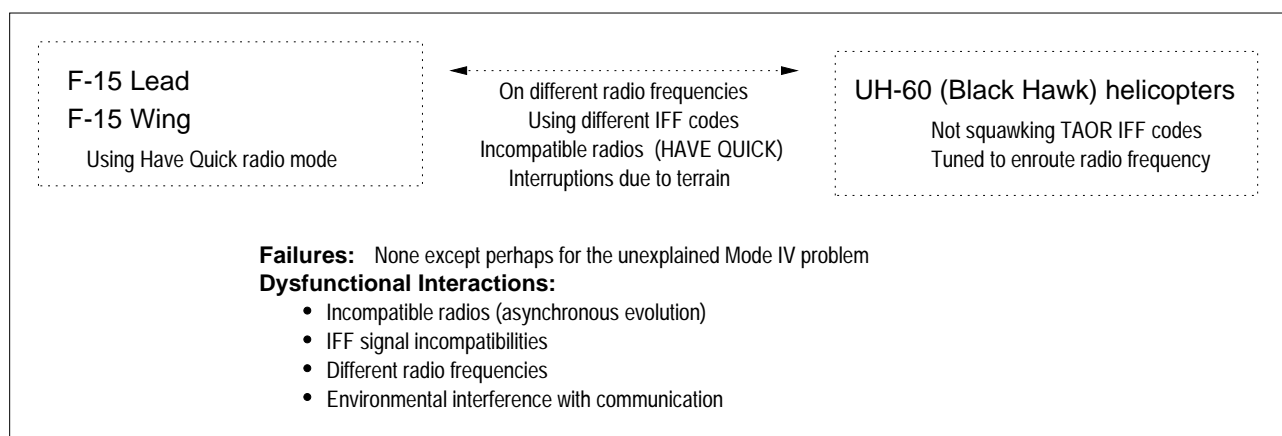 F-15 Lead
F-15 Wing
Using Have Quick radio mode
On different radio frequencies
Using different IFF codes
Incompatible radios (HAVE QUICK)
Interruptions due to terrain
UH-60 (Black Hawk) helicopters
Not squawking TAOR IFF codes
Tuned to enroute radio frequency
Failures: None except perhaps for the unexplained Mode IV problem
Dysfunctional Interactions:
• Incompatible radios (asynchronous evolution)
• IFF signal incompatibilities
• Different radio frequencies
• Environmental interference with communication